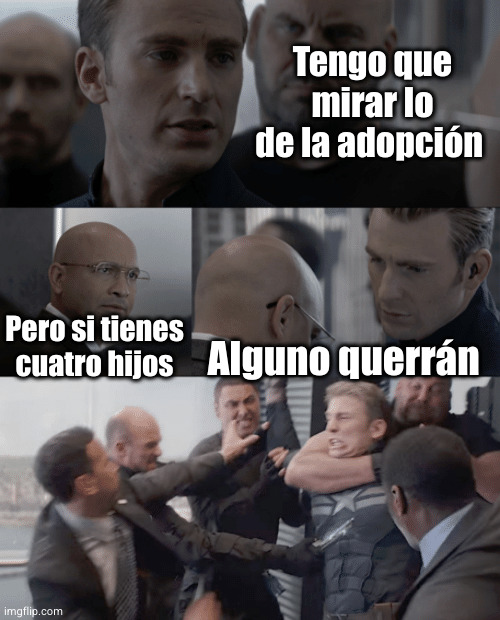 Tengo que
mirar lo
de la adopción
Pero si tienes
cuatro hijos
Alguno querrán
imgflip.com